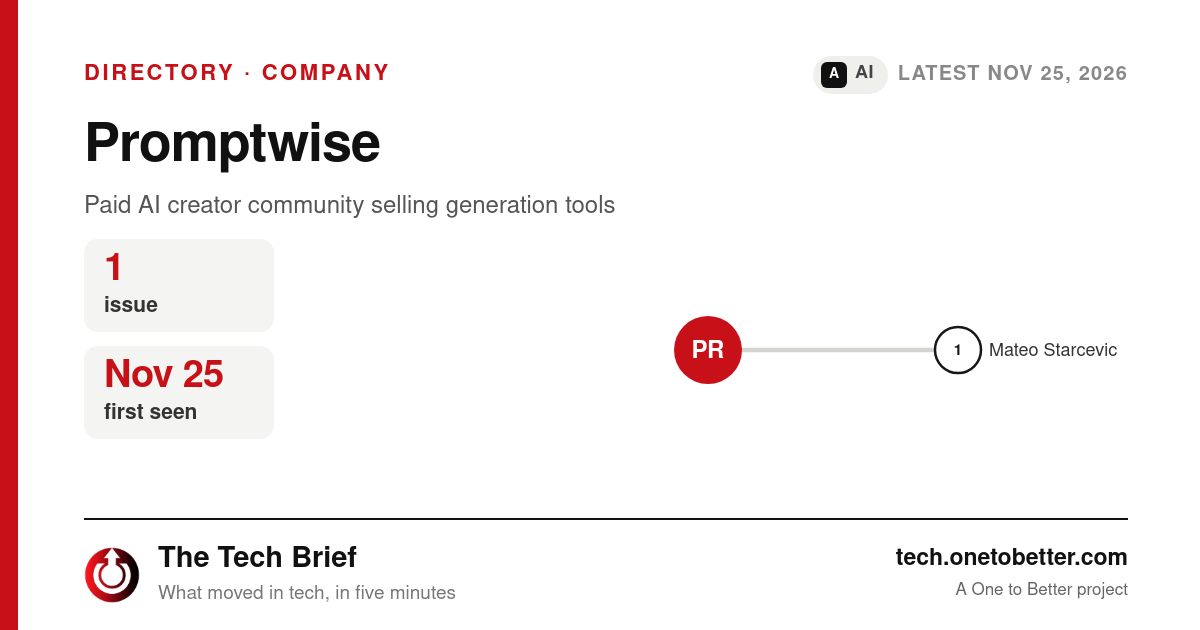 DIRECTORY · COMPANY
A AI LATEST NOV 25, 2026
Promptwise
Paid AI creator community selling generation tools
1
issue
Nov 25
first seen
PR
1 Mateo Starcevic
The Tech Brief
What moved in tech, in five minutes
tech.onetobetter.com
A One to Better project